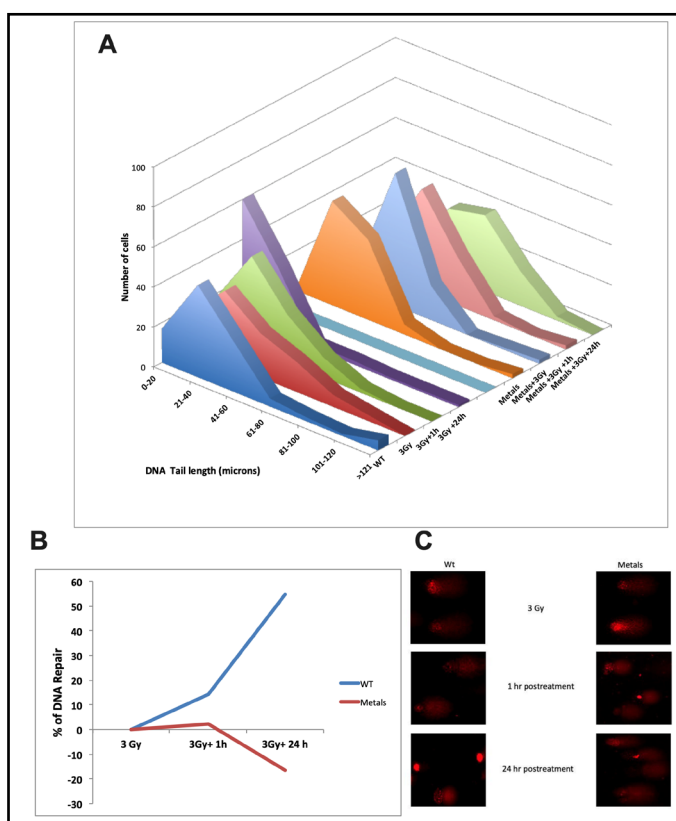 A
100
80
60
40
20
0
Number of cells
0-20
21-40
41-60
61-80
81-100
101-120
>121
DNA Tail length (microns)
WT
3Gy
3Gy+1h
3Gy +24h
Metals
Metals+3Gy
Metals +3Gy +1h
Metals +3Gy+24h
B
60
50
40
30
20
10
0
-10
-20
-30
% of DNA Repair
3 Gy
3Gy+ 1h
3Gy+ 24 h
WT
Metals
C
Wt
Metals
3 Gy
1 hr postreatment
24 hr postreatment